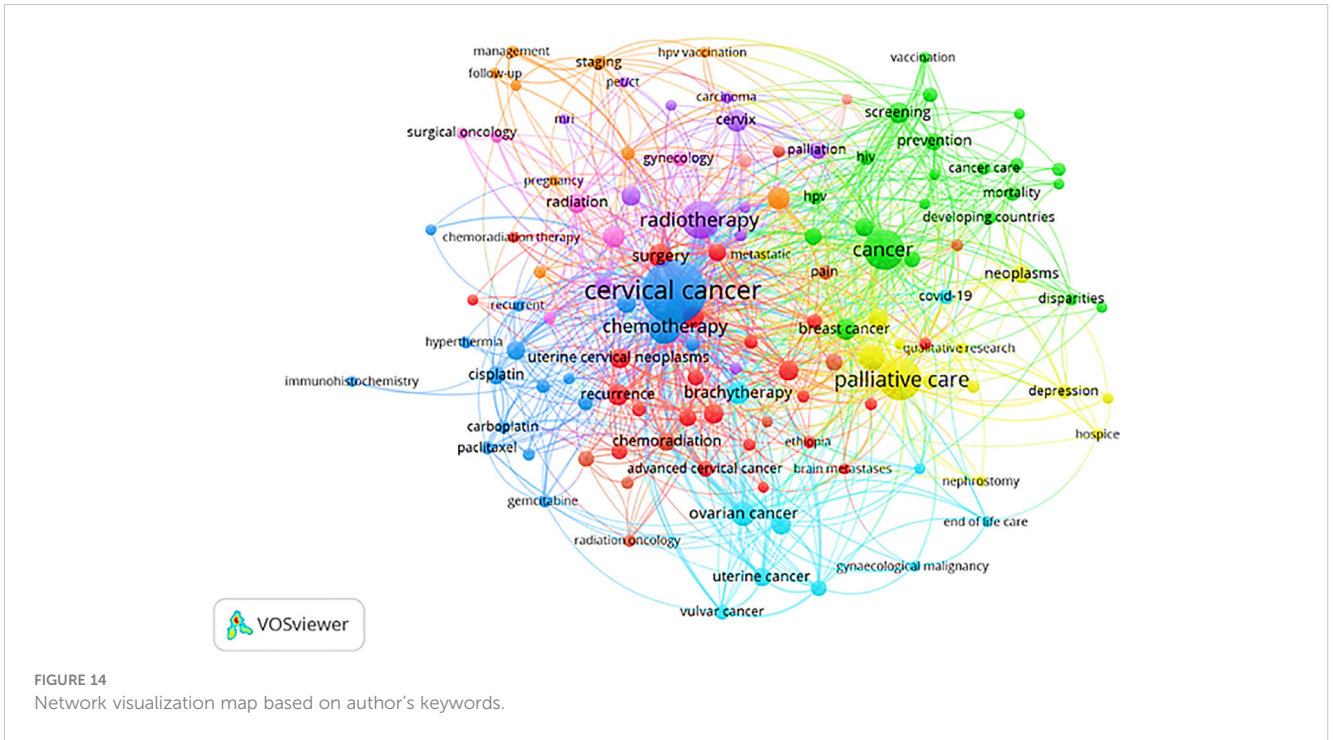 management
hpv vaccination
vaccination
staging
follow-up
pet/ct
carcinoma
screening
mri
cervix
surgical oncology
prevention
palliation
hiv
gynecology
cancer care
pregnancy
mortality
radiation
hpv
developing countries
radiotherapy
chemoradiation therapy
surgery
metastatic
cancer
pain
neoplasms
cervical cancer
covid-19
disparities
recurrent
chemotherapy
breast cancer
hyperthermia
qualitative research
uterine cervical neoplasms
immunohistochemistry
cisplatin
palliative care
recurrence
brachytherapy
depression
carboplatin
hospice
chemoradiation
ethiopia
paclitaxel
advanced cervical cancer
brain metastases
nephrostomy
gemcitabine
ovarian cancer
end of life care
radiation oncology
gynaecological malignancy
uterine cancer
vulvar cancer
VOSviewer
FIGURE 14
Network visualization map based on author's keywords.